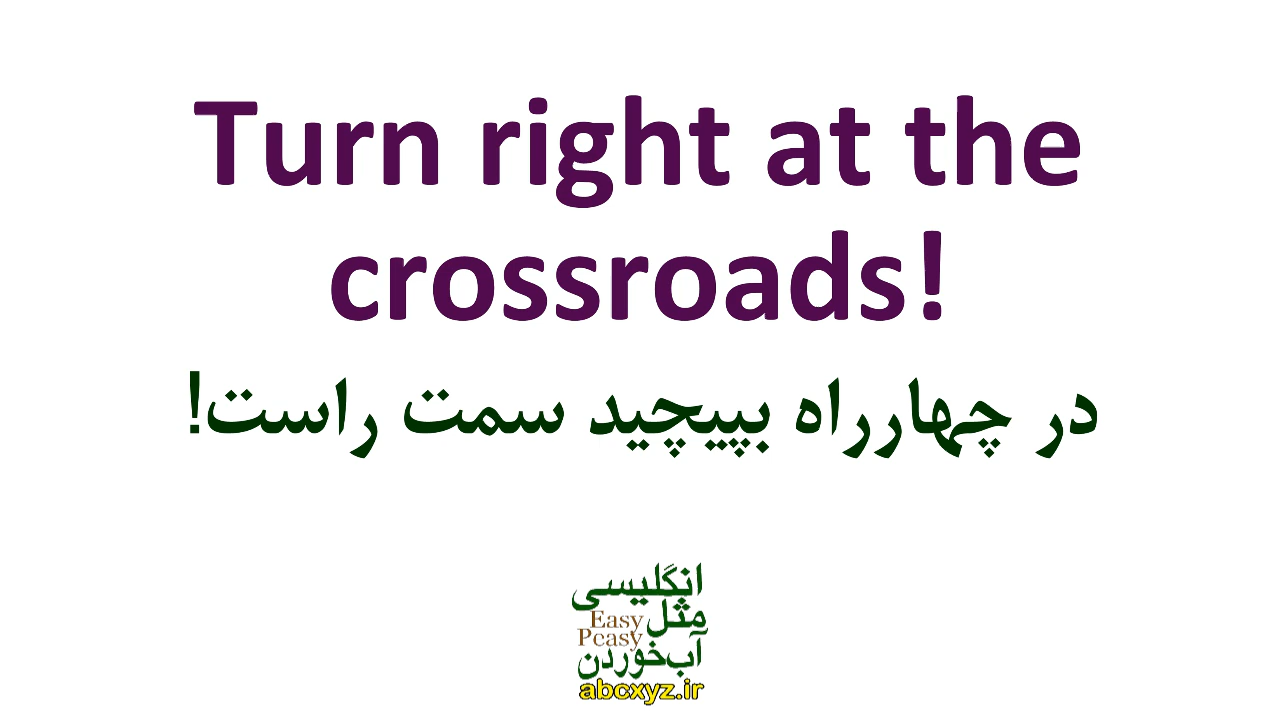 Turn right at the
crossroads!
در چهارراه بپیچید سمت راست!
انگلیسی
مثل
Easy
Peasy
آب‌خوردن
abcxyz.ir